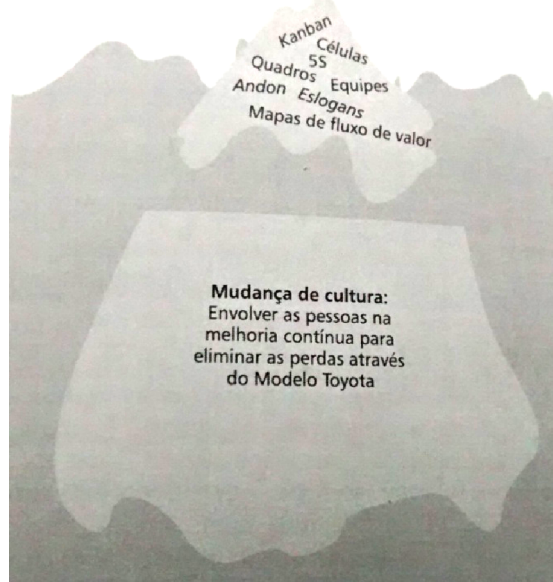 Kanban
Células
5S
Quadros Equipes
Andon Eslogans
Mapas de fluxo de valor
Mudança de cultura:
Envolver as pessoas na
melhoria contínua para
eliminar as perdas através
do Modelo Toyota